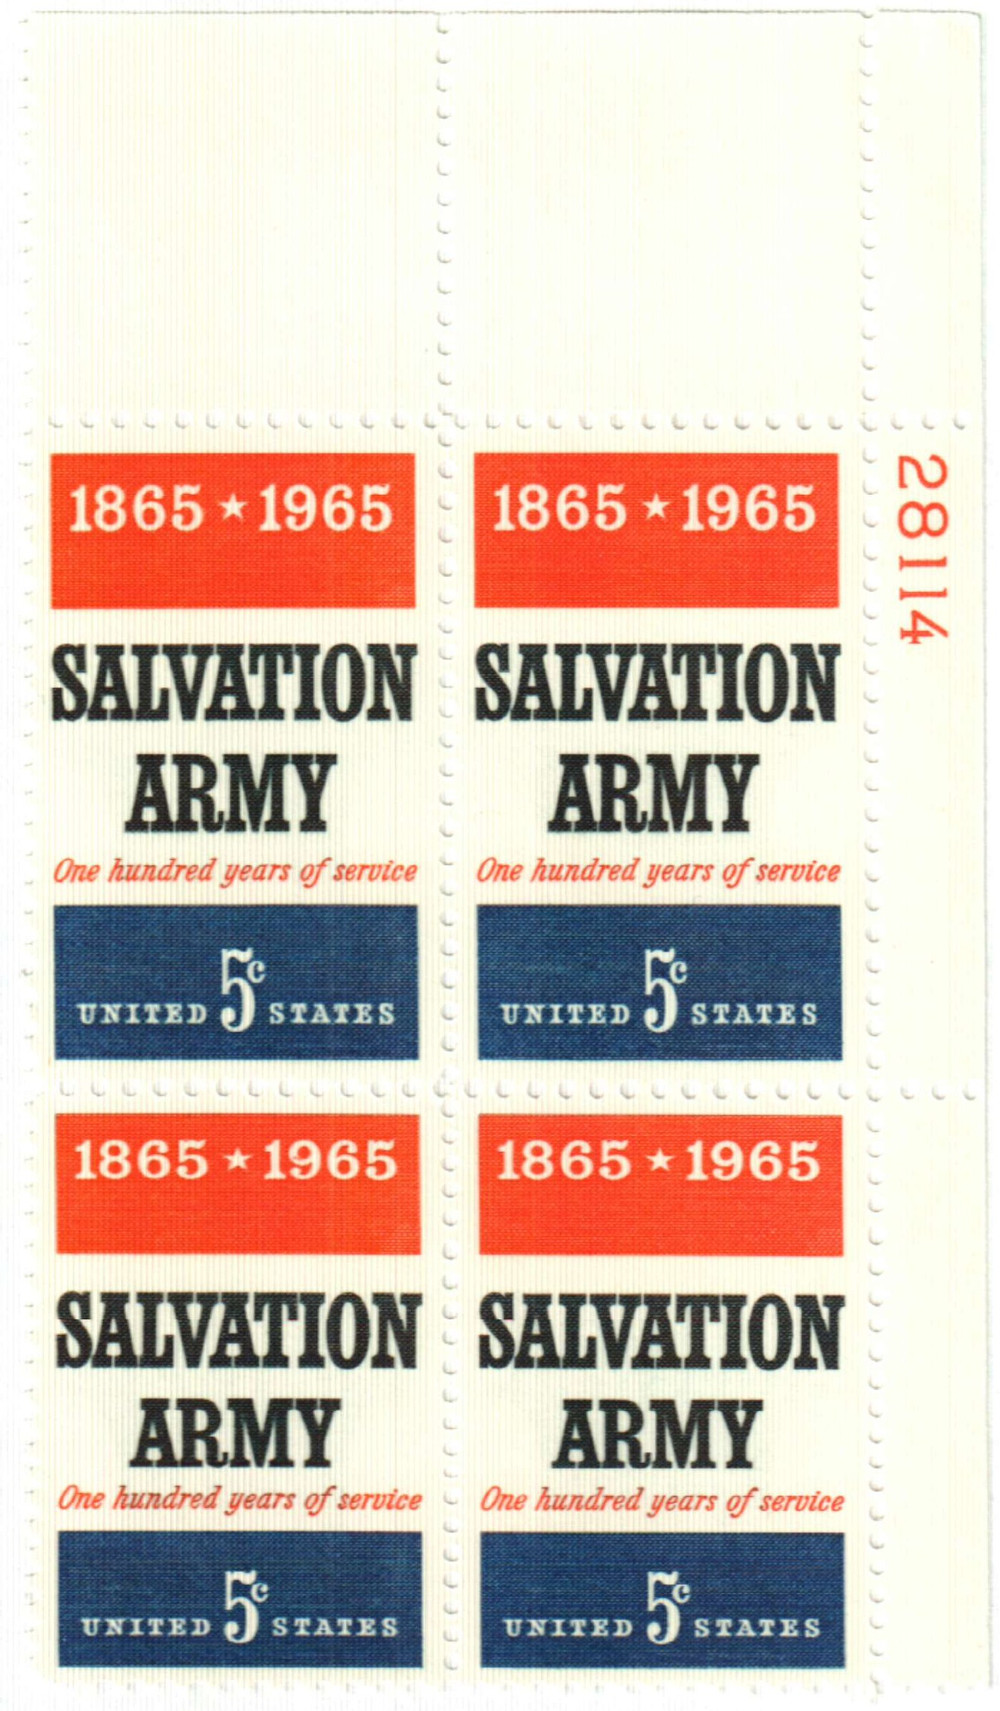 1865 ★ 1965
SALVATION
ARMY
One hundred years of service
5c
UNITED STATES
1865 ★ 1965
SALVATION
ARMY
One hundred years of service
5c
UNITED STATES
28114
1865 ★ 1965
SALVATION
ARMY
One hundred years of service
5c
UNITED STATES
1865 ★ 1965
SALVATION
ARMY
One hundred years of service
5c
UNITED STATES